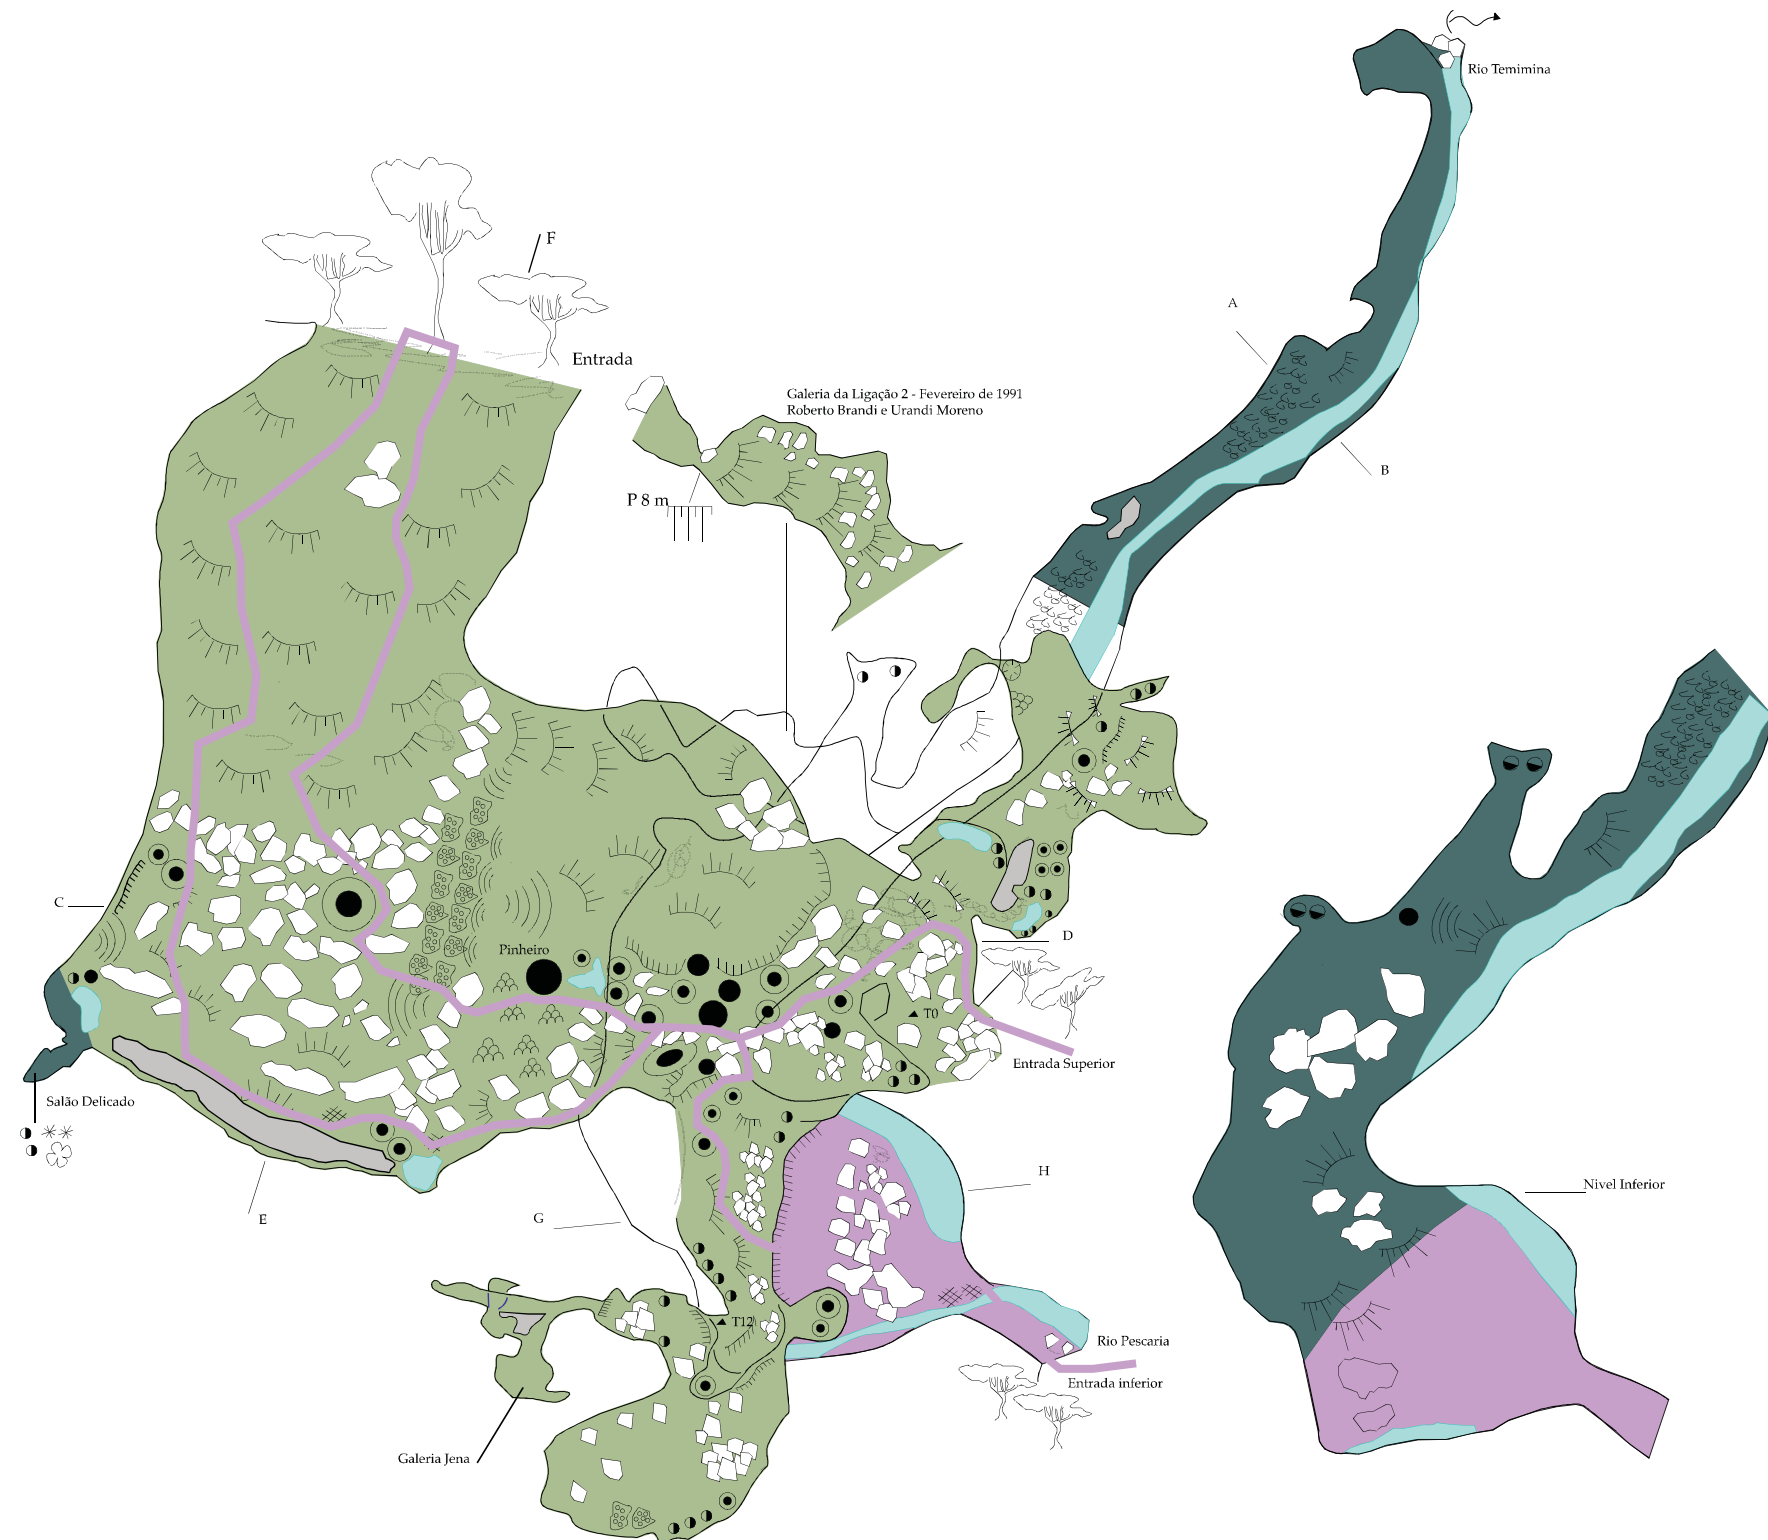 Rio Temimina
F
A
Entrada
Galeria da Ligação 2 - Fevereiro de 1991
Roberto Brandi e Urandi Moreno
B
P 8 m
C
D
Pinheiro
T0
Entrada Superior
Salão Delicado
H
Nivel Inferior
G
E
T12
Rio Pescaria
Entrada inferior
Galeria Jena